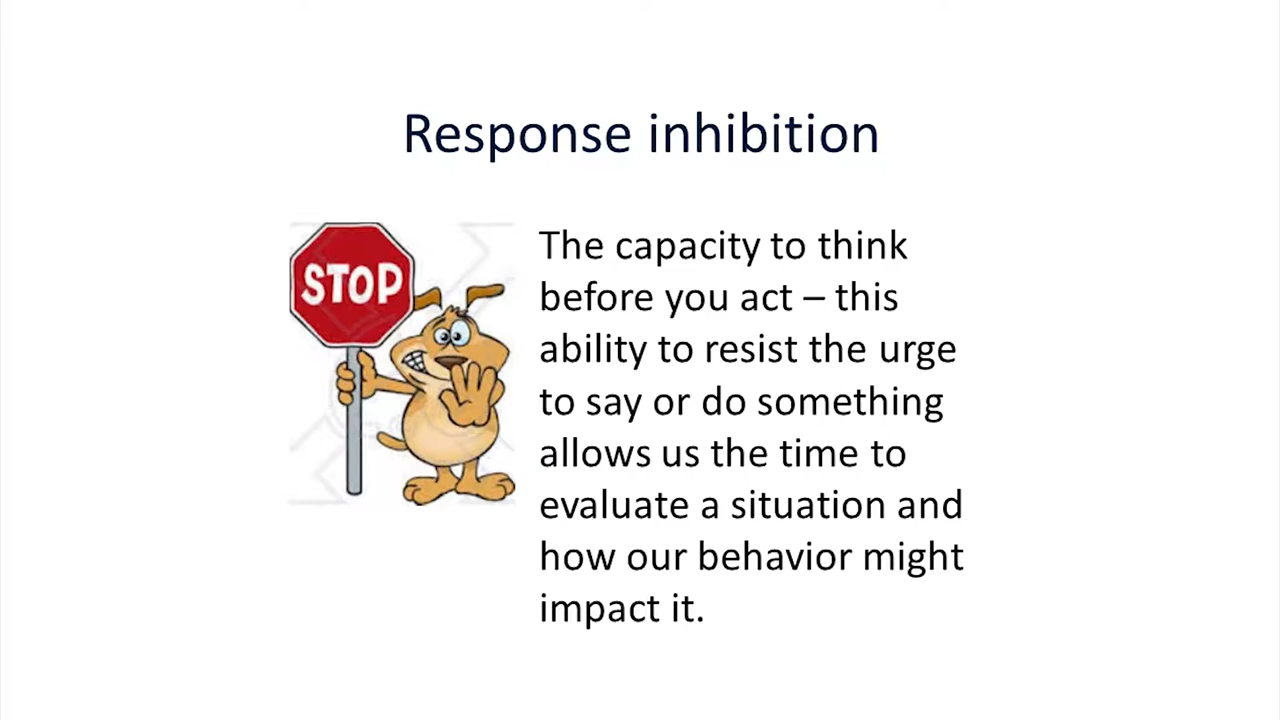 Response inhibition
STOP
The capacity to think
before you act – this
ability to resist the urge
to say or do something
allows us the time to
evaluate a situation and
how our behavior might
impact it.